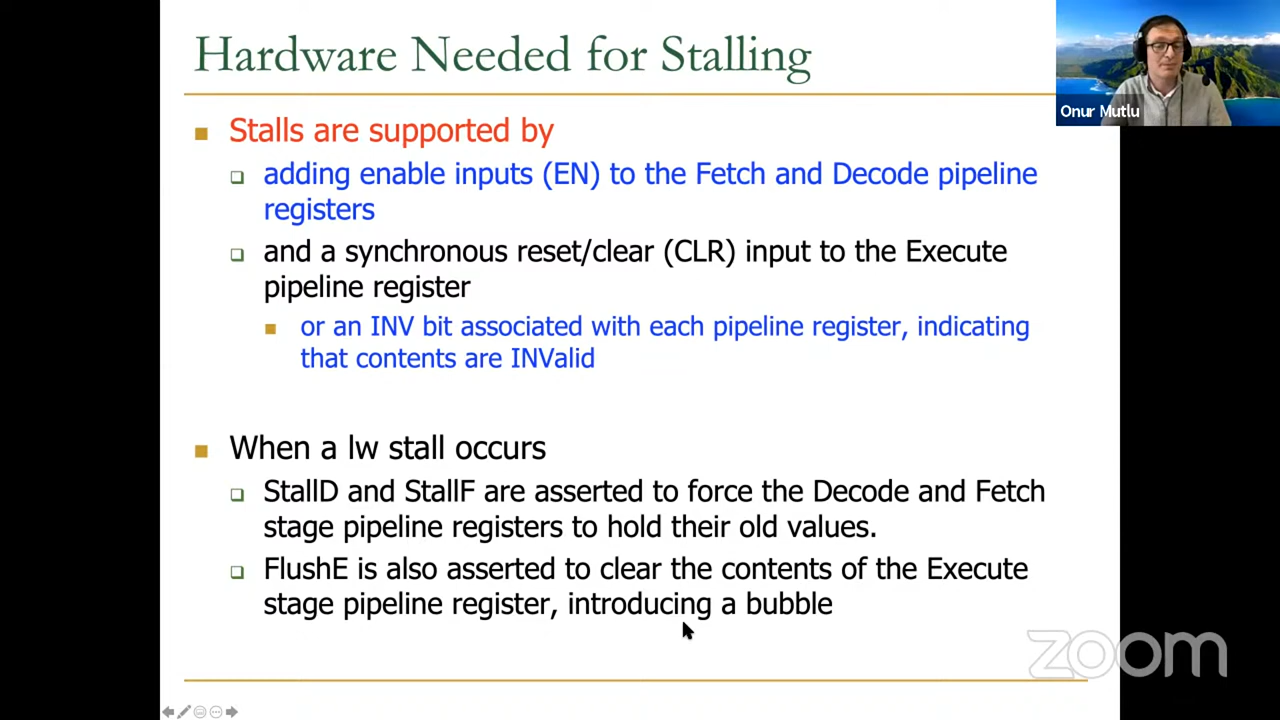 Hardware Needed for Stalling
Onur Mutlu
Stalls are supported by
adding enable inputs (EN) to the Fetch and Decode pipeline
registers
and a synchronous reset/clear (CLR) input to the Execute
pipeline register
or an INV bit associated with each pipeline register, indicating
that contents are INValid
When a lw stall occurs
StallD and StallF are asserted to force the Decode and Fetch
stage pipeline registers to hold their old values.
FlushE is also asserted to clear the contents of the Execute
stage pipeline register, introducing a bubble
zoom